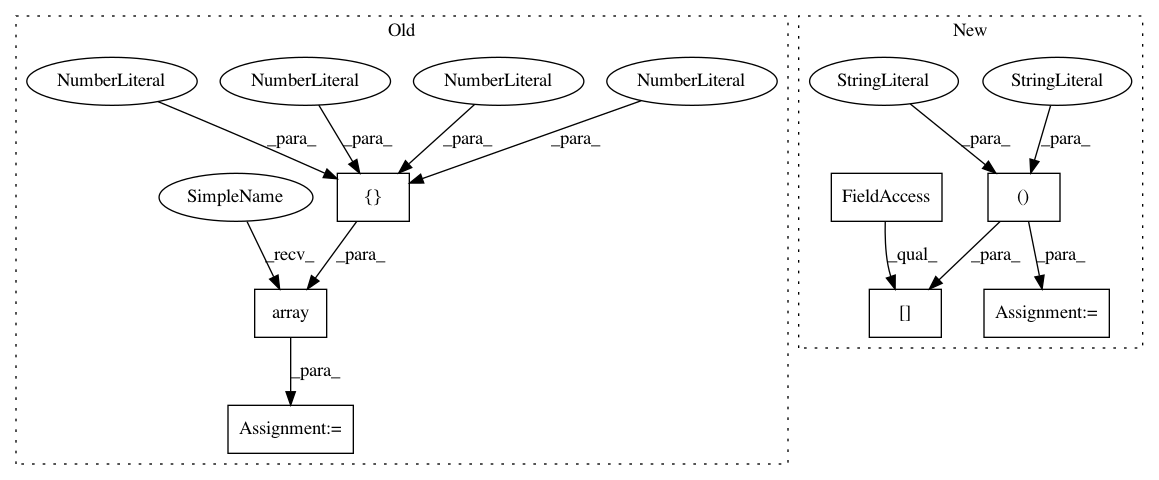 Old
New
NumberLiteral NumberLiteral NumberLiteral NumberLiteral
StringLiteral StringLiteral
_para_ _para_ _para_ _para_
_para_ _para_
SimpleName
{}
FieldAccess
()
_recv_ _para_
_qual_ _para_ _para_
array
[]
Assignment:=
_para_
Assignment:=